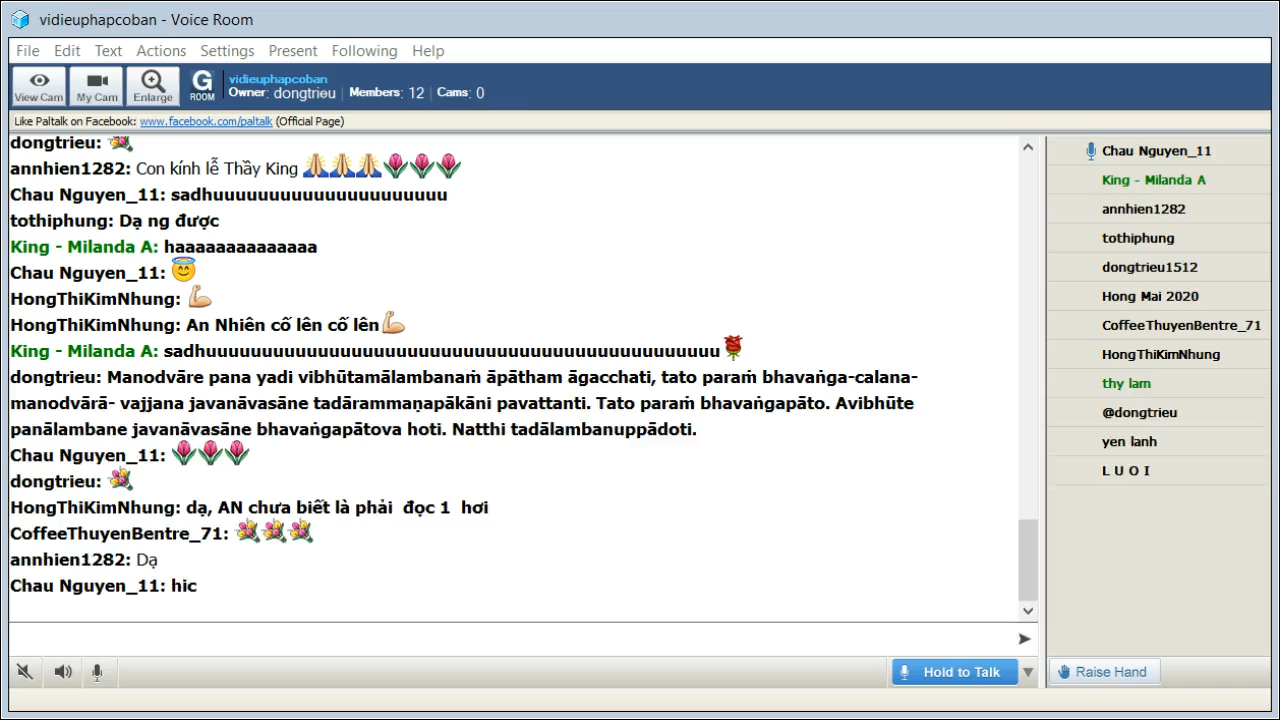 vidieuphapcoban - Voice Room
File Edit Text Actions Settings Present Following Help
View Cam
My Cam
Enlarge
G
ROOM
vidieuphapcoban
Owner: dongtrieu | Members: 12 | Cams: 0
Like Paltalk on Facebook: www.facebook.com/paltalk (Official Page)
dongtrieu:
annhien1282: Con kính lễ Thầy King
Chau Nguyen_11: sadhuuuuuuuuuuuuuuuuuuuuu
tothiphung: Dạ ng được
King - Milanda A: haaaaaaaaaaaaaa
Chau Nguyen_11:
HongThiKimNhung:
HongThiKimNhung: An Nhiên cố lên cố lên
King - Milanda A: sadhuuuuuuuuuuuuuuuuuuuuuuuuuuuuuuuuuuuuuuuuuuuuuu
dongtrieu: Manodvāre pana yadi vibhūtamālambanaṁ āpātham āgacchati, tato paraṁ bhavaṅga-calana-
manodvārā- vajjana javanāvasāne tadārammaṇapākāni pavattanti. Tato paraṁ bhavaṅgapāto. Avibhūte
panālambane javanāvasāne bhavaṅgapātova hoti. Natthi tadālambanuppādoti.
Chau Nguyen_11:
dongtrieu:
HongThiKimNhung: dạ, AN chưa biết là phải đọc 1 hơi
CoffeeThuyenBentre_71:
annhien1282: Dạ
Chau Nguyen_11: hic
Hold to Talk
Chau Nguyen_11
King - Milanda A
annhien1282
tothiphung
dongtrieu1512
Hong Mai 2020
CoffeeThuyenBentre_71
HongThiKimNhung
thy lam
@dongtrieu
yen lanh
L U O I
Raise Hand